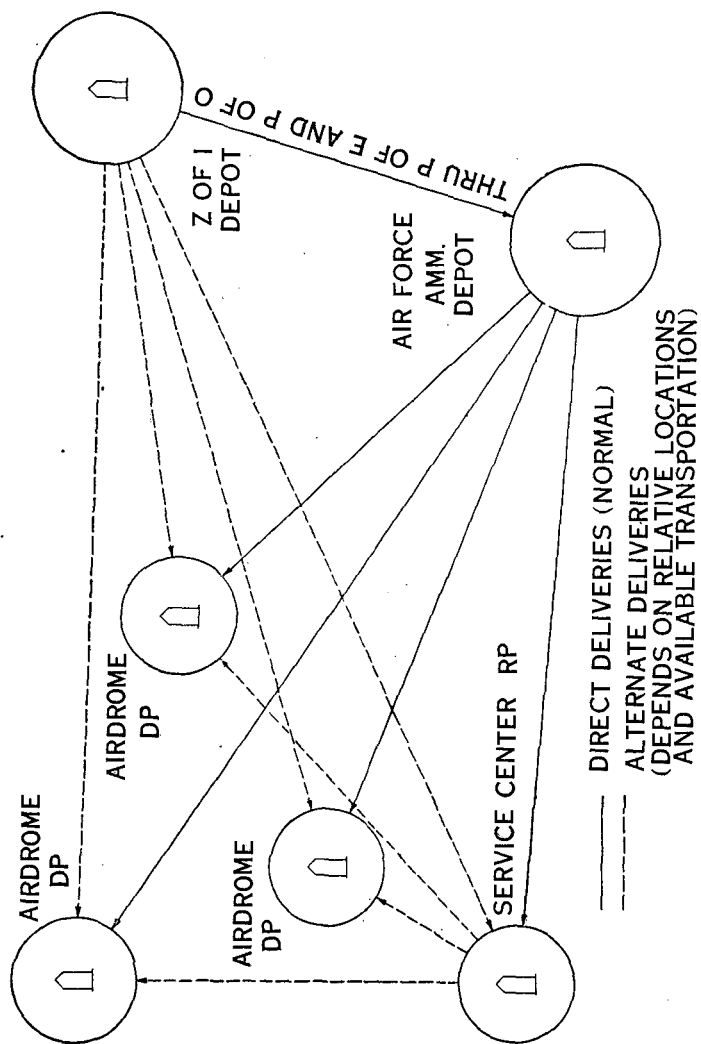 AIRDROME
DP
AIRDROME
DP
Z OF I
DEPOT
THRU P OF E AND P OF O
AIRDROME
DP
AIR FORCE
AMM.
DEPOT
SERVICE CENTER RP
DIRECT DELIVERIES (NORMAL)
ALTERNATE DELIVERIES
(DEPENDS ON RELATIVE LOCATIONS
AND AVAILABLE TRANSPORTATION)